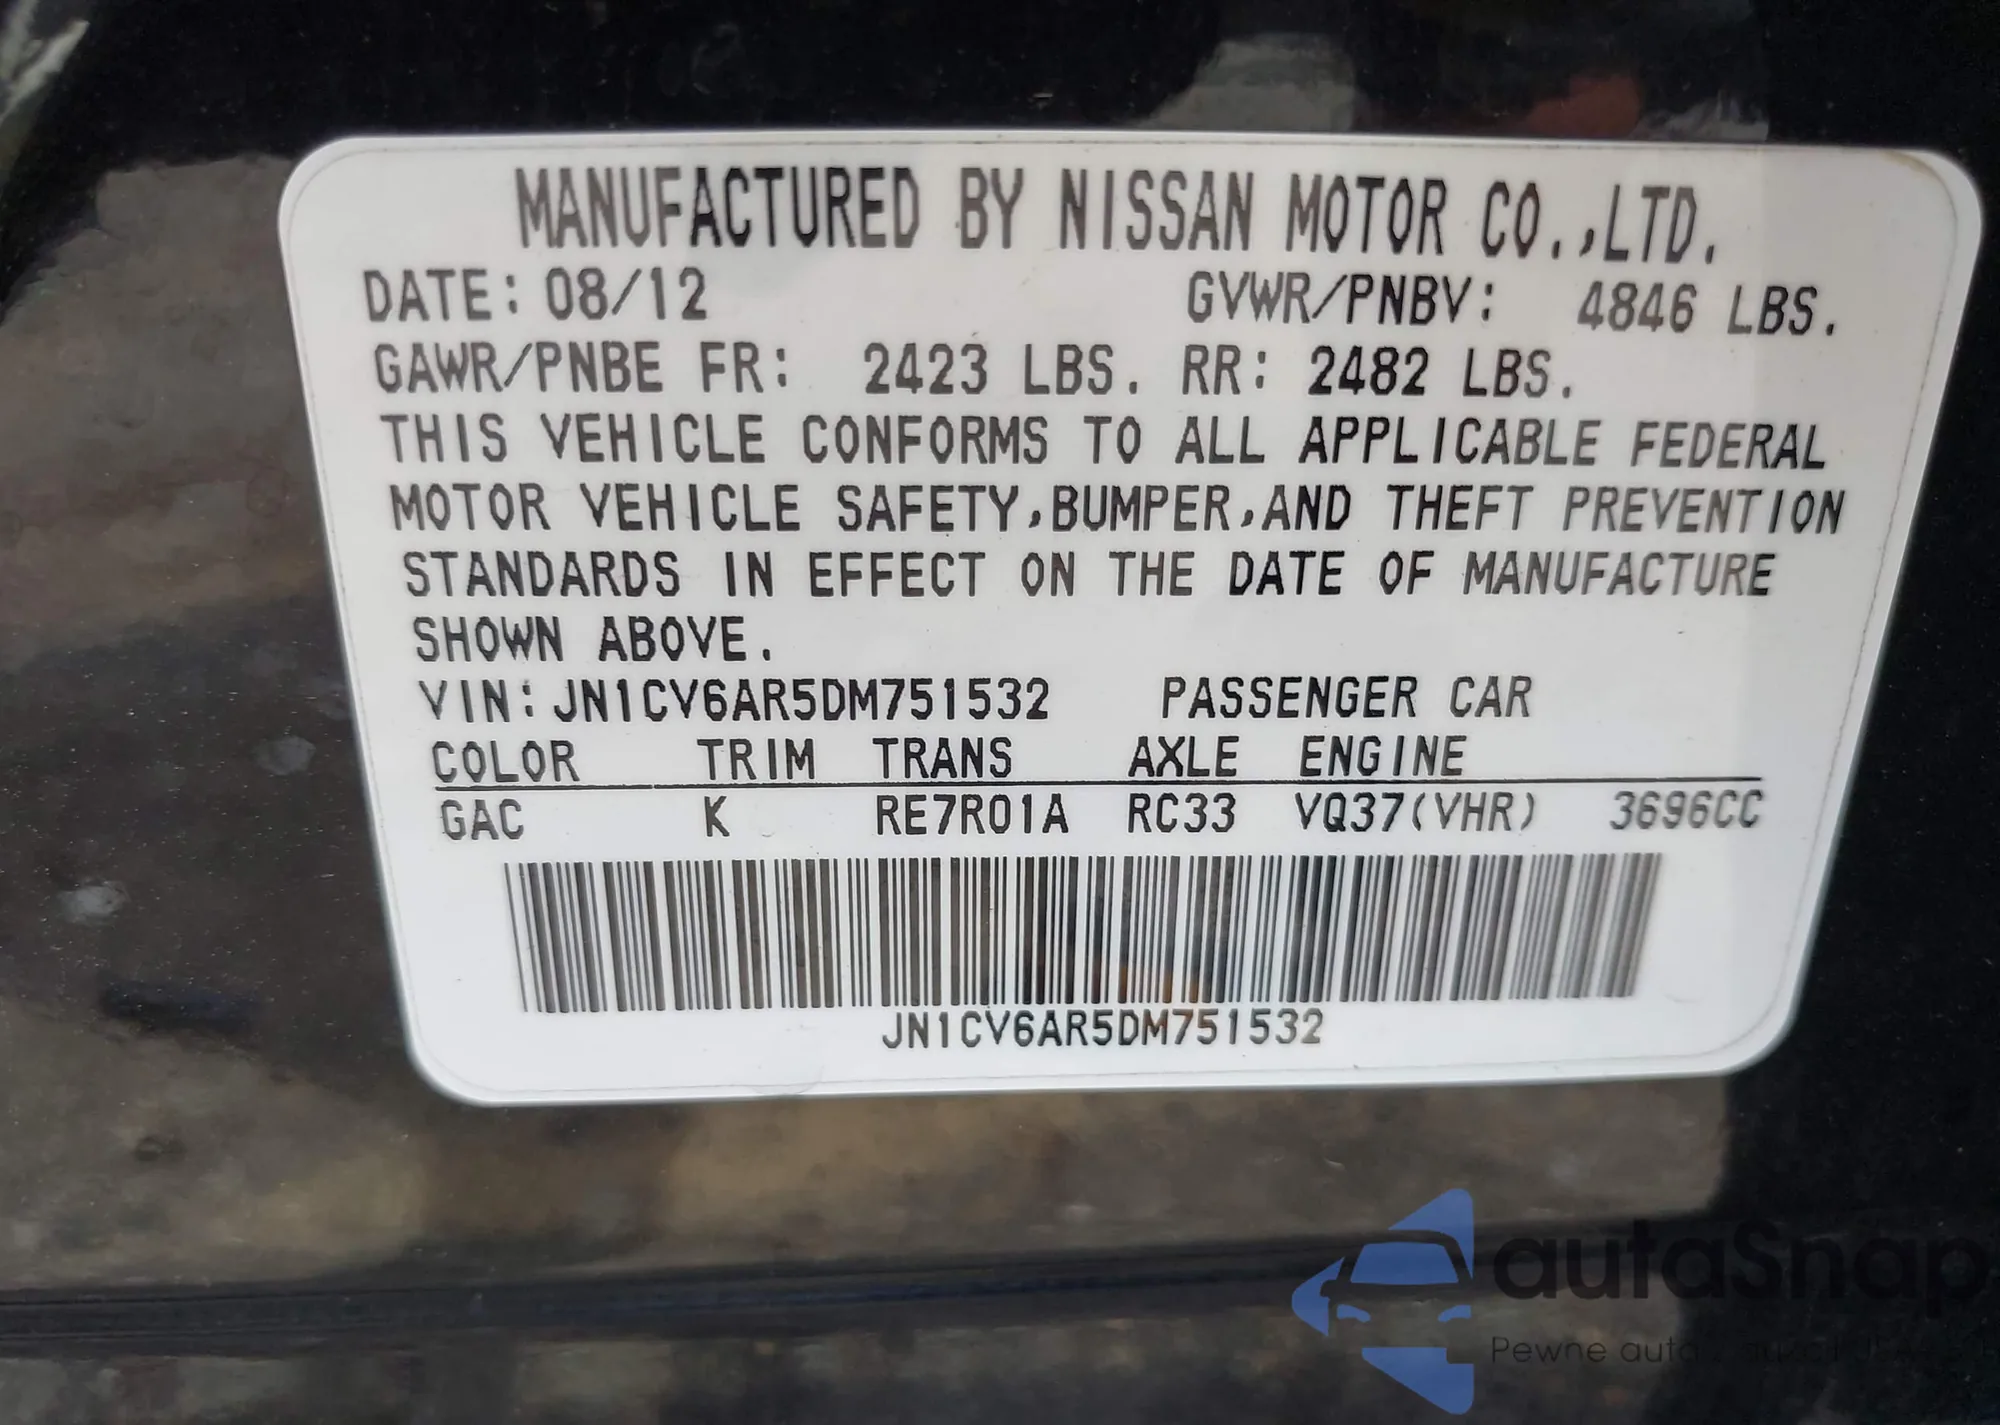 MANUFACTURED BY NISSAN MOTOR CO.,LTD.
DATE: 08/12 GVWR/PNBV: 4846 LBS.
GAWR/PNBE FR: 2423 LBS. RR: 2482 LBS.
THIS VEHICLE CONFORMS TO ALL APPLICABLE FEDERAL
MOTOR VEHICLE SAFETY,BUMPER,AND THEFT PREVENTION
STANDARDS IN EFFECT ON THE DATE OF MANUFACTURE
SHOWN ABOVE.
VIN:JN1CV6AR5DM751532 PASSENGER CAR
COLOR TRIM TRANS AXLE ENGINE
GAC K RE7R01A RC33 VQ37(VHR) 3696CC
JN1CV6AR5DM751532
autaSnap
Pewne auta